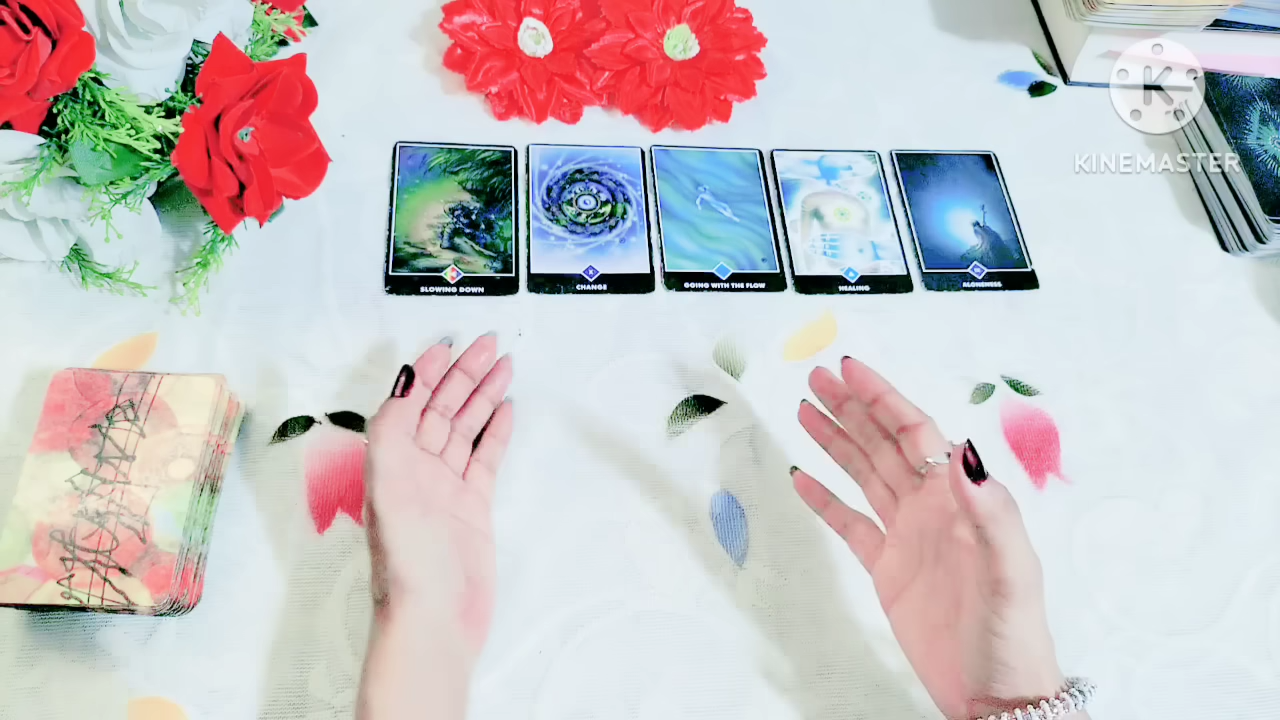 K
KINEMASTER
SLOWING DOWN
CHANGE
GOING WITH THE FLOW
HEALING
ALONENESS